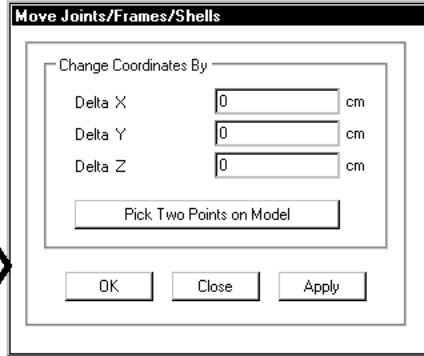 Move Joints/Frames/Shells
Change Coordinates By
Delta X 0 cm
Delta Y 0 cm
Delta Z 0 cm
Pick Two Points on Model
OK Close Apply